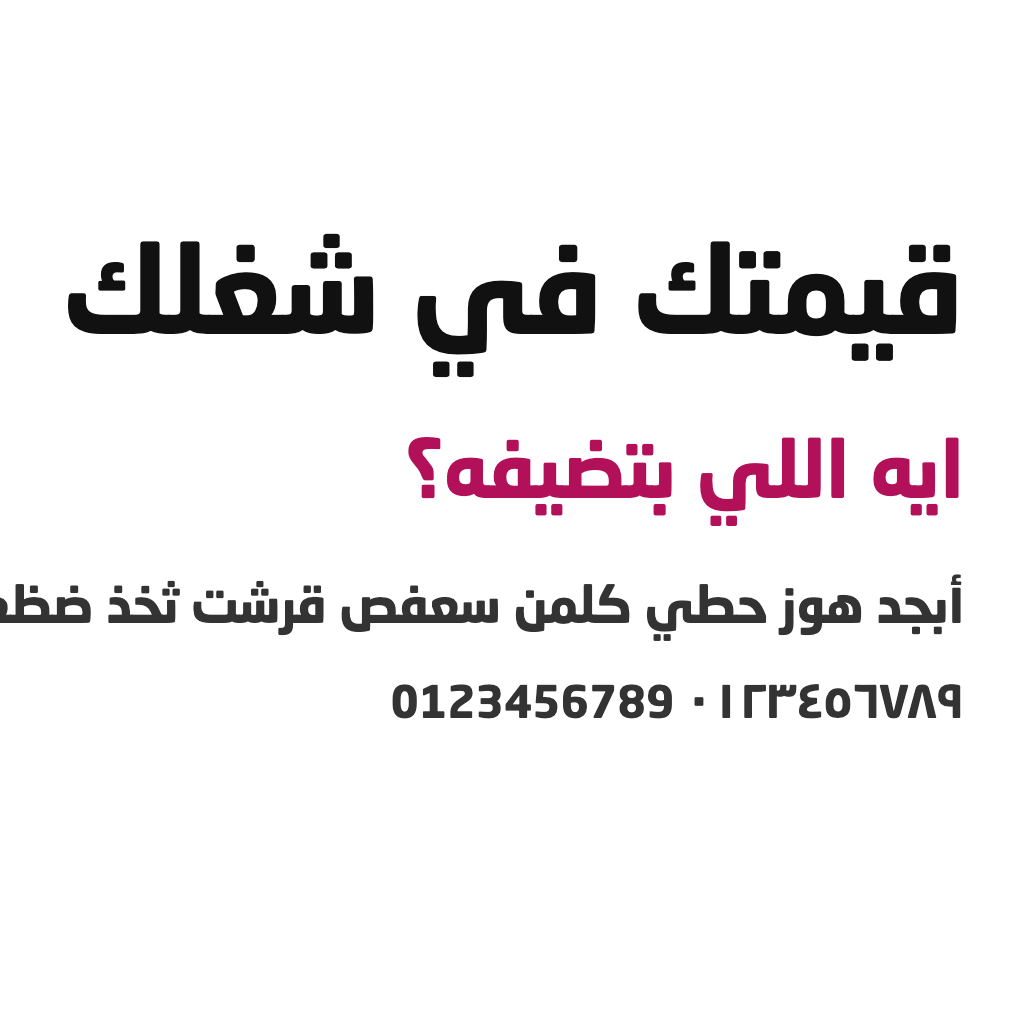 قيمتك في شغلك
ايه اللي بتضيفه؟
أبجد هوز حطي كلمن سعفص قرشت ثخذ
٠١٢٣٤٥٦٧٨٩ 0123456789